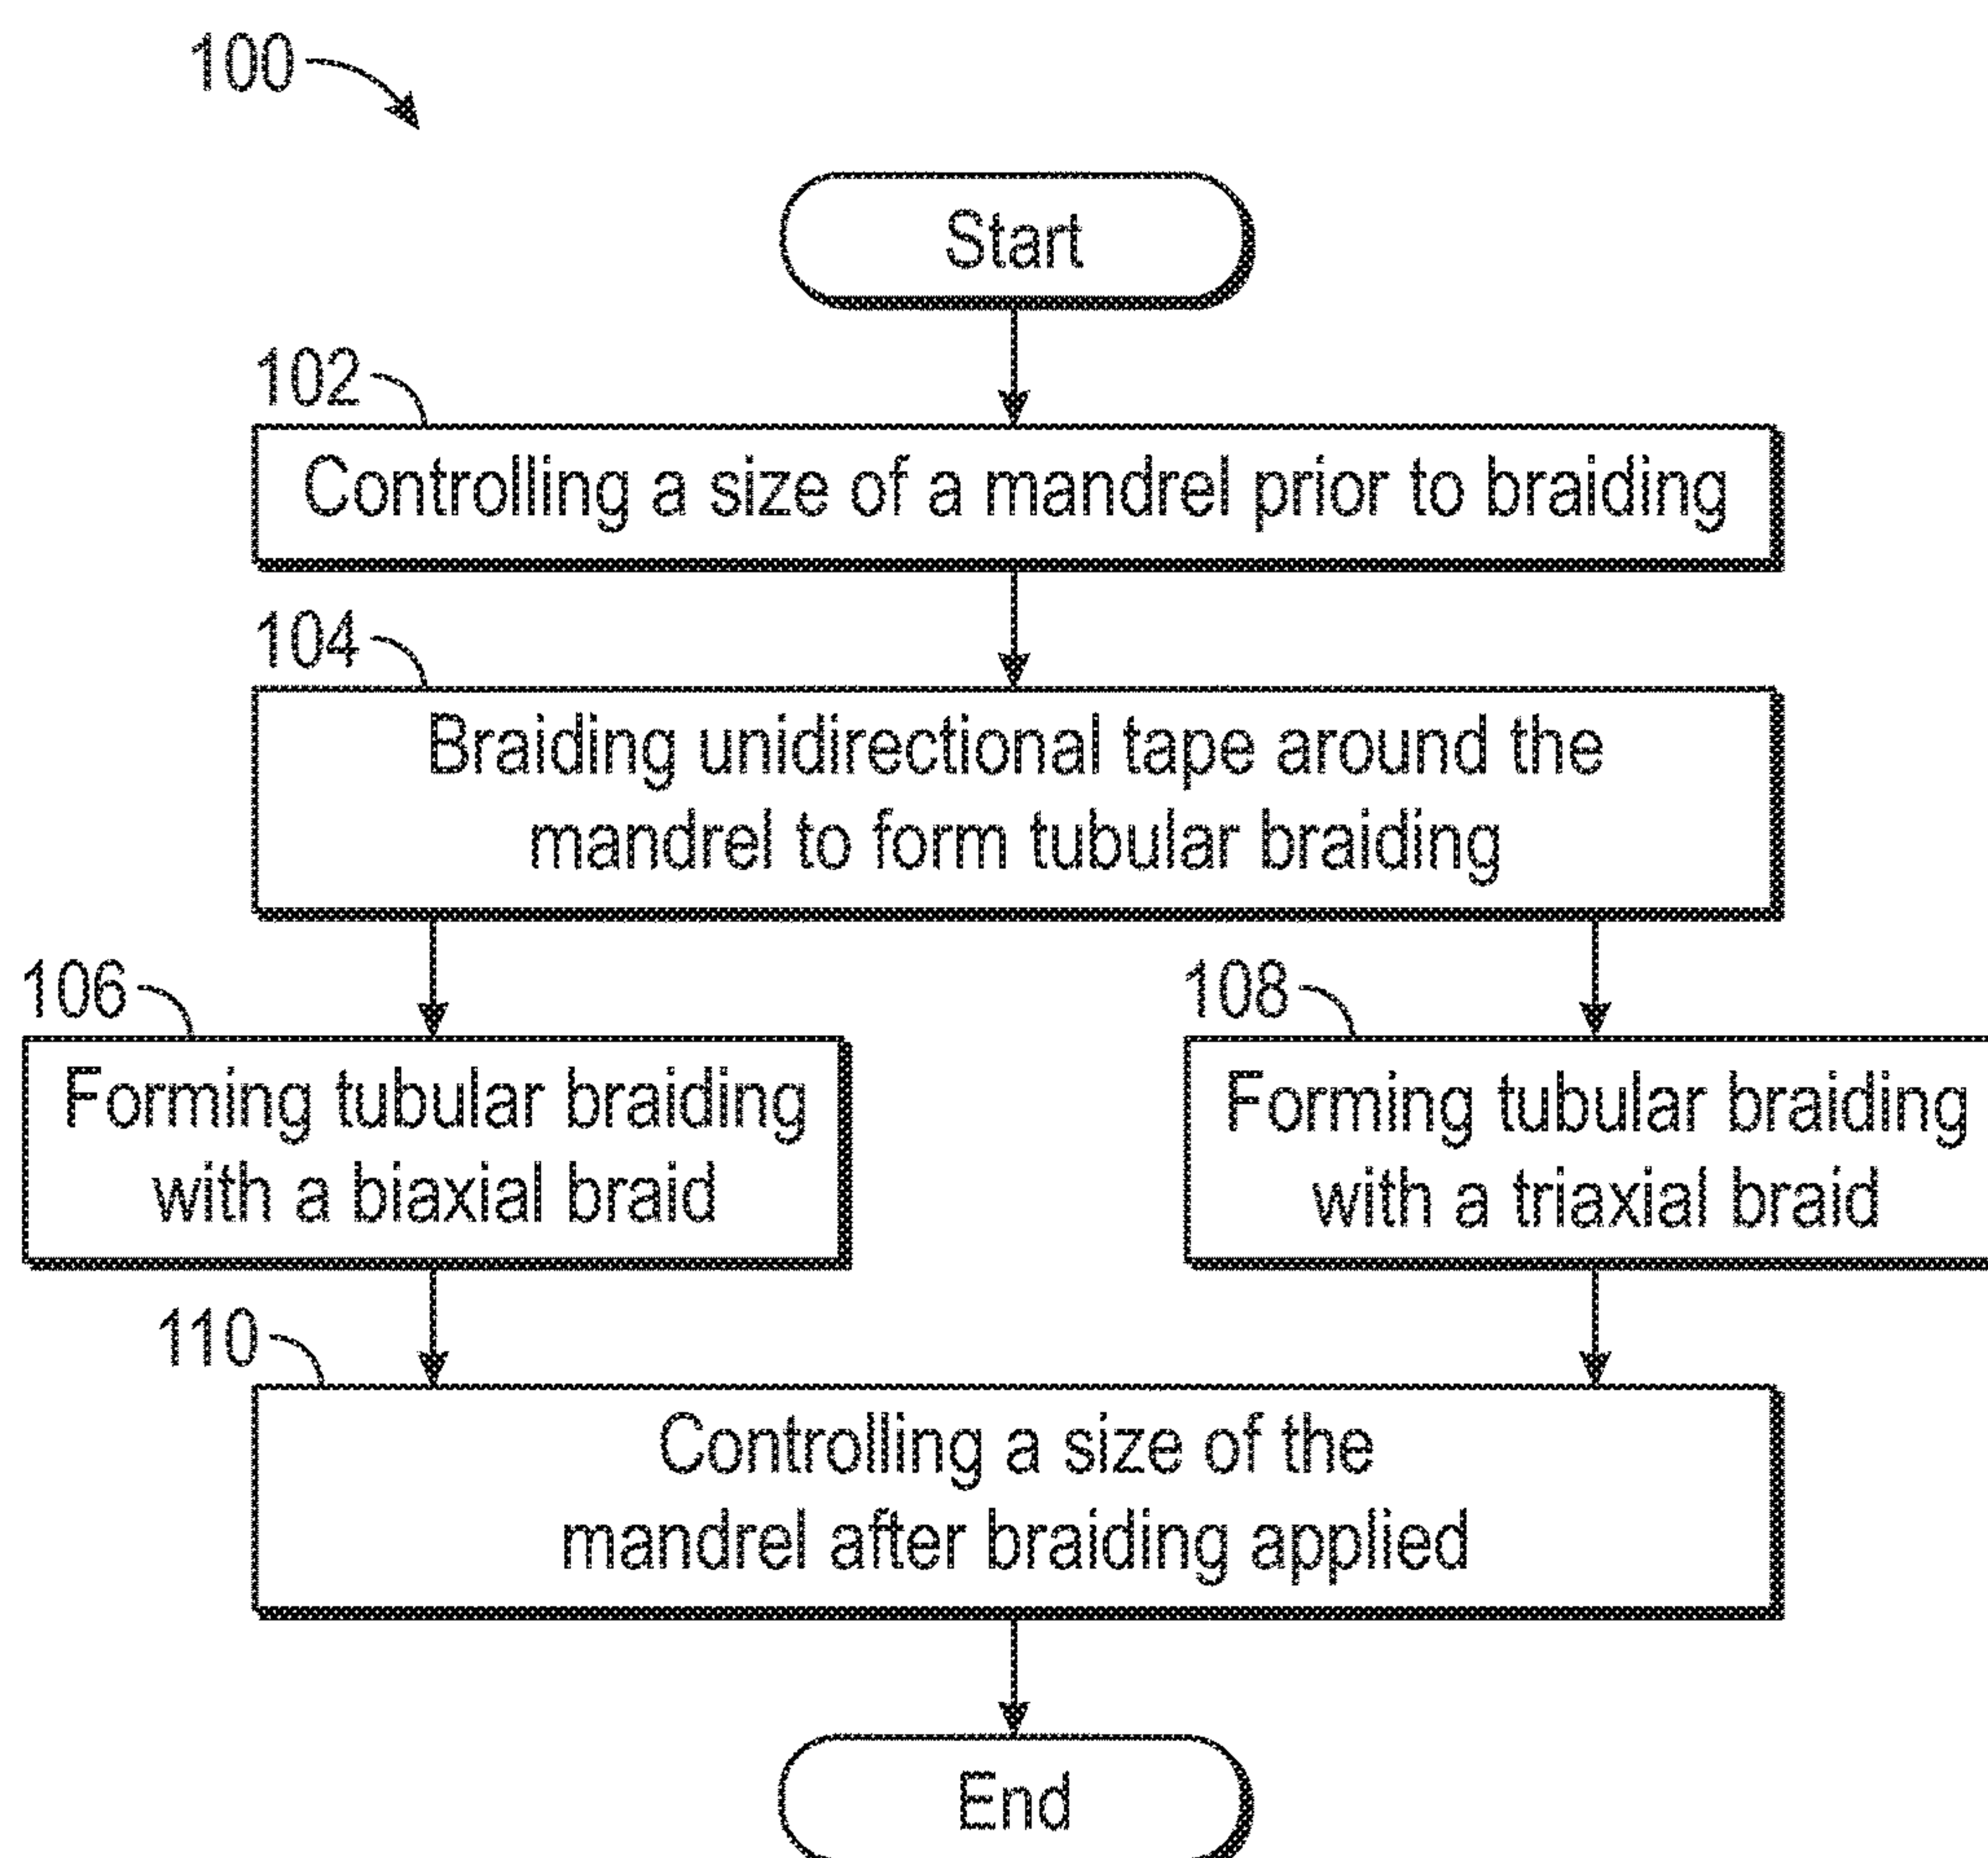 100
Start
102
Controlling a size of a mandrel prior to braiding
104
Braiding unidirectional tape around the
mandrel to form tubular braiding
106
Forming tubular braiding
with a biaxial braid
108
Forming tubular braiding
with a triaxial braid
110
Controlling a size of the
mandrel after braiding applied
End